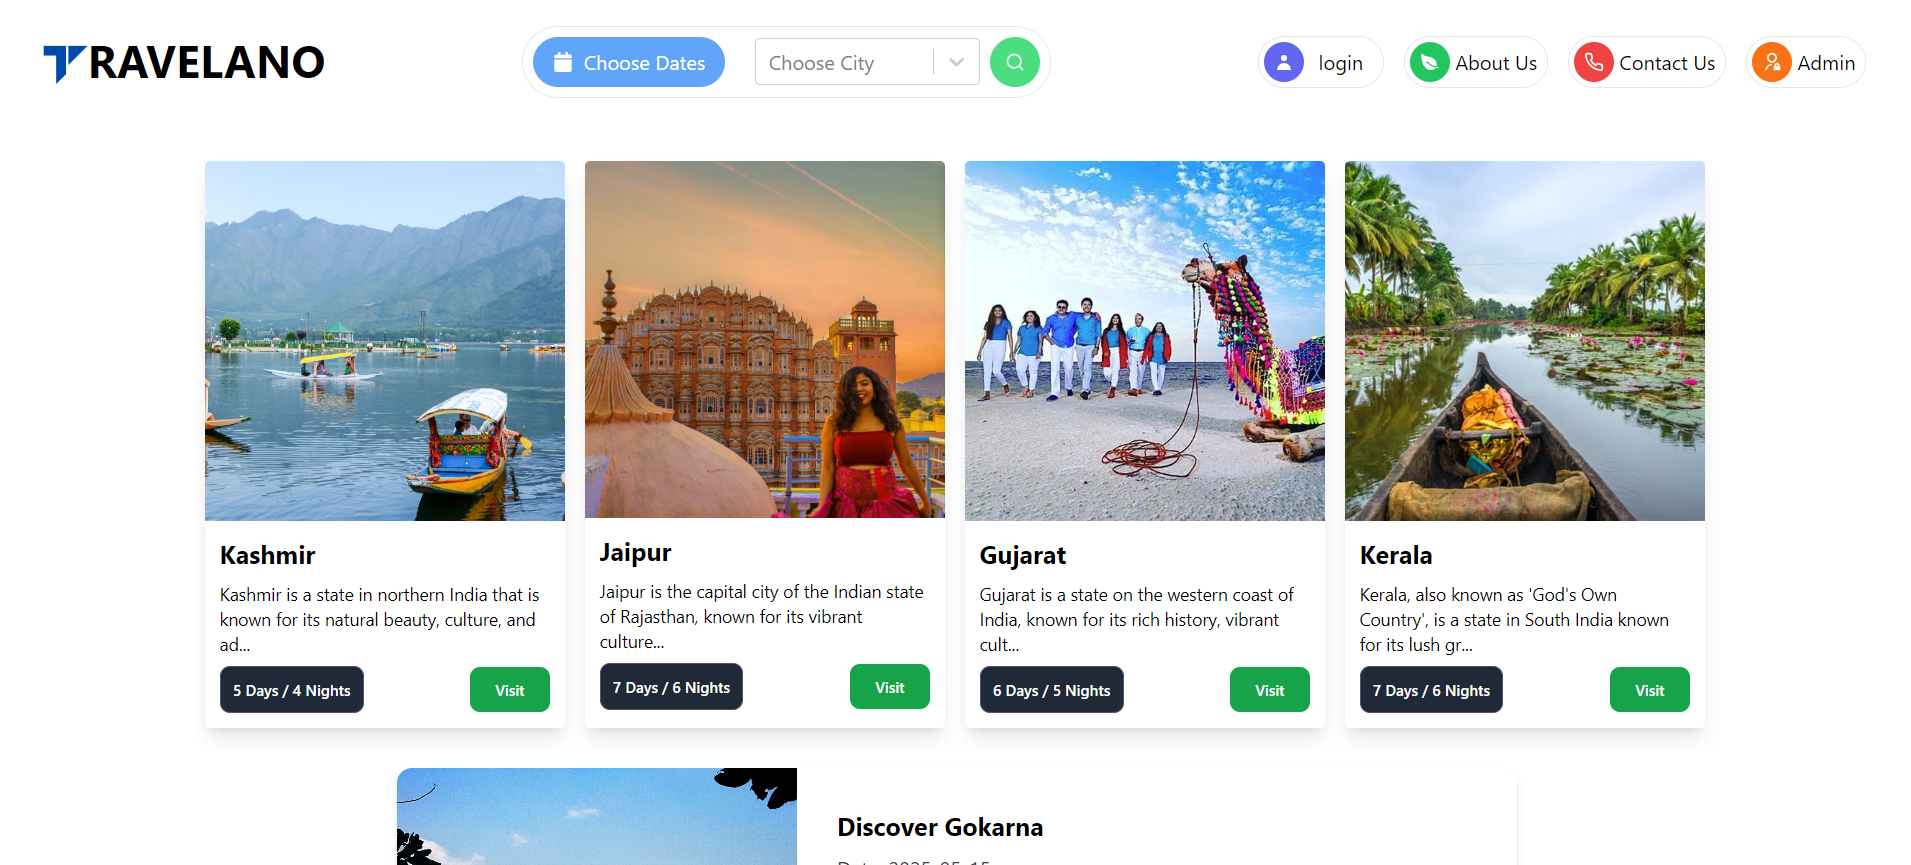 TRAVELANO
Choose Dates
Choose City
login
About Us
Contact Us
Admin
Kashmir
Kashmir is a state in northern India that is
known for its natural beauty, culture, and
ad...
5 Days / 4 Nights
Visit
Jaipur
Jaipur is the capital city of the Indian state
of Rajasthan, known for its vibrant
culture...
7 Days / 6 Nights
Visit
Gujarat
Gujarat is a state on the western coast of
India, known for its rich history, vibrant
cult...
6 Days / 5 Nights
Visit
Kerala
Kerala, also known as 'God's Own
Country', is a state in South India known
for its lush gr...
7 Days / 6 Nights
Visit
Discover Gokarna